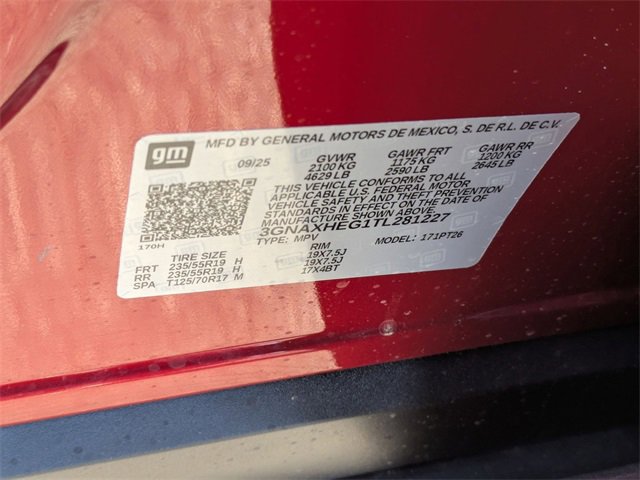 gm
MFD BY GENERAL MOTORS DE MEXICO, S. DE R.L. DE C.V.
09/25 GVWR GAWR FRT GAWR RR
2100 KG 1175 KG 1200 KG
4629 LB 2590 LB 2645 LB
THIS VEHICLE CONFORMS TO ALL
APPLICABLE U.S. FEDERAL MOTOR
VEHICLE SAFETY AND THEFT PREVENTION
STANDARDS IN EFFECT ON THE DATE OF
MANUFACTURE SHOWN ABOVE.
3GNAXHEG1TL281227
170H TYPE: MPV MODEL: 171PT26
TIRE SIZE RIM
FRT 235/55R19 H 19X7.5J
RR 235/55R19 H 19X7.5J
SPA T125/70R17 M 17X4BT